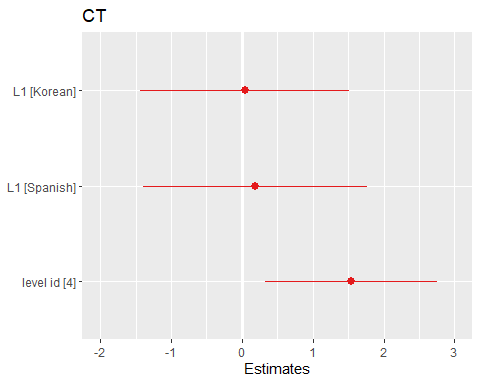 CT
L1 [Korean]
L1 [Spanish]
level id [4]
-2 -1 0 1 2 3
Estimates